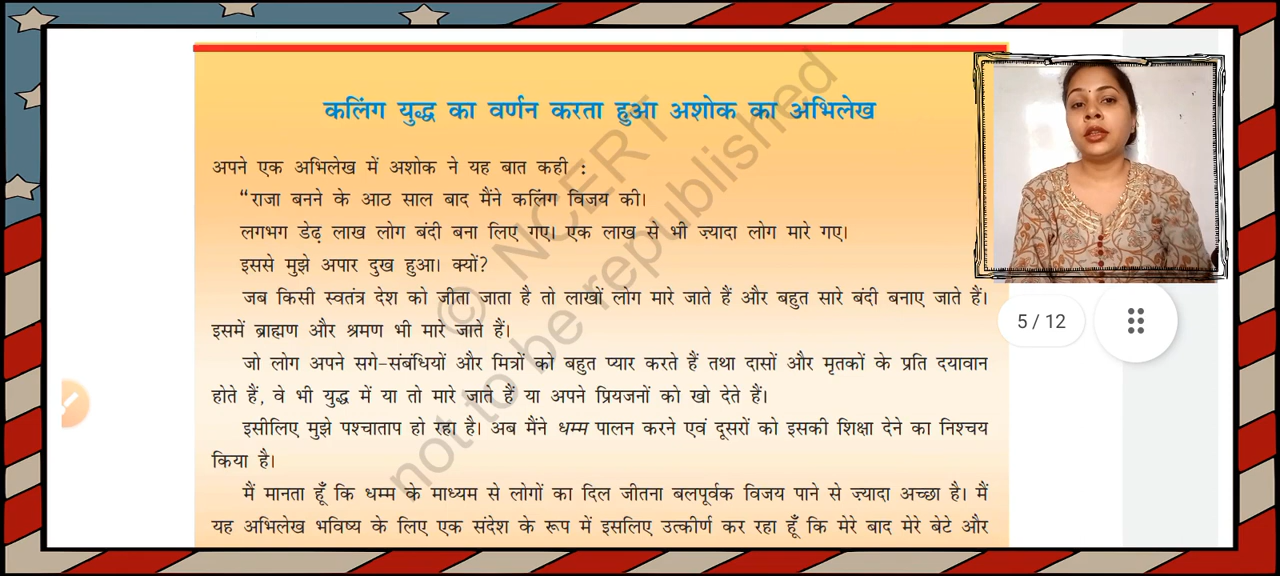 कलिंग युद्ध का वर्णन करता हुआ अशोक का अभिलेख
अपने एक अभिलेख में अशोक ने यह बात कही :
“राजा बनने के आठ साल बाद मैंने कलिंग विजय की।
लगभग डेढ़ लाख लोग बंदी बना लिए गए। एक लाख से भी ज़्यादा लोग मारे गए।
इससे मुझे अपार दुख हुआ। क्यों?
जब किसी स्वतंत्र देश को जीता जाता है तो लाखों लोग मारे जाते हैं और बहुत सारे बंदी बनाए जाते हैं।
इसमें ब्राह्मण और श्रमण भी मारे जाते हैं।
जो लोग अपने सगे-संबंधियों और मित्रों को बहुत प्यार करते हैं तथा दासों और मृतकों के प्रति दयावान
होते हैं, वे भी युद्ध में या तो मारे जाते हैं या अपने प्रियजनों को खो देते हैं।
इसीलिए मुझे पश्चाताप हो रहा है। अब मैंने धम्म पालन करने एवं दूसरों को इसकी शिक्षा देने का निश्चय
किया है।
मैं मानता हूँ कि धम्म के माध्यम से लोगों का दिल जीतना बलपूर्वक विजय पाने से ज़्यादा अच्छा है। मैं
यह अभिलेख भविष्य के लिए एक संदेश के रूप में इसलिए उत्कीर्ण कर रहा हूँ कि मेरे बाद मेरे बेटे और
© NCERT
not to be republished
5 / 12